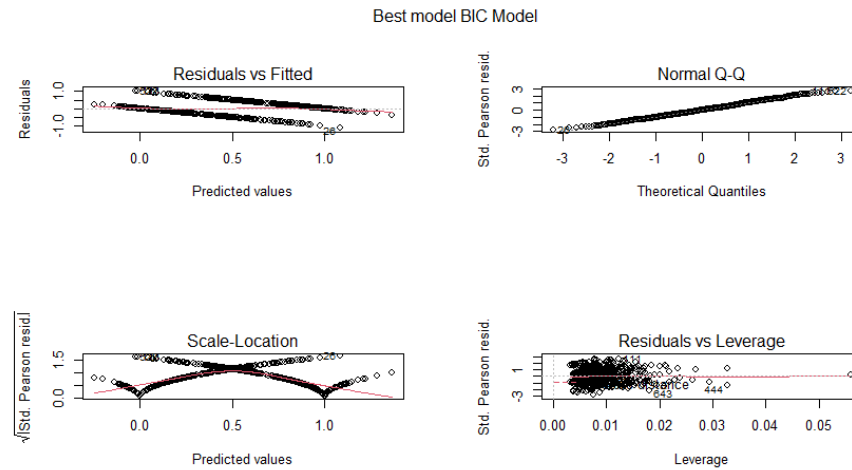 Best model BIC Model
Residuals vs Fitted
Residuals
-1.0 1.0
26
0.0 0.5 1.0
Predicted values
Normal Q-Q
Std. Pearson resid.
-3 0 3
-3 -2 -1 0 1 2 3
Theoretical Quantiles
Scale-Location
√|Std. Pearson resid.|
0.0 1.5
26
0.0 0.5 1.0
Predicted values
Residuals vs Leverage
Std. Pearson resid.
-3 1
643 444
0.00 0.01 0.02 0.03 0.04 0.05
Leverage